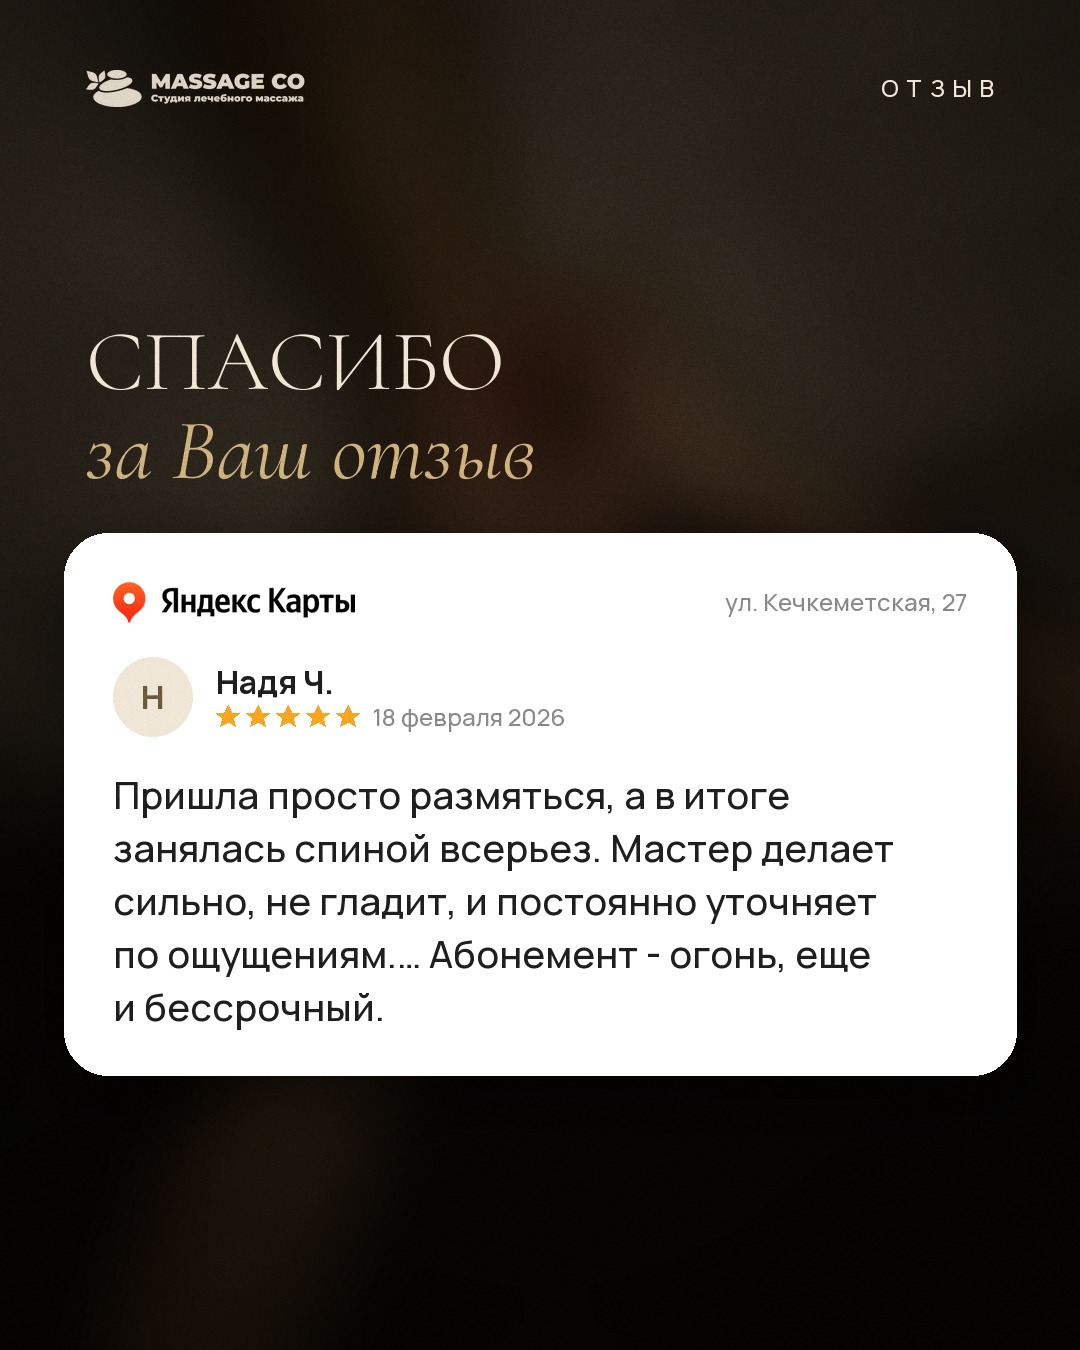 MASSAGE CO
Студия лечебного массажа
ОТЗЫВ
СПАСИБО
за Ваш отзыв
Яндекс Карты
ул. Кечкеметская, 27
Н
Надя Ч.
18 февраля 2026
Пришла просто размяться, а в итоге
занялась спиной всерьез. Мастер делает
сильно, не гладит, и постоянно уточняет
по ощущениям.... Абонемент - огонь, еще
и бессрочный.